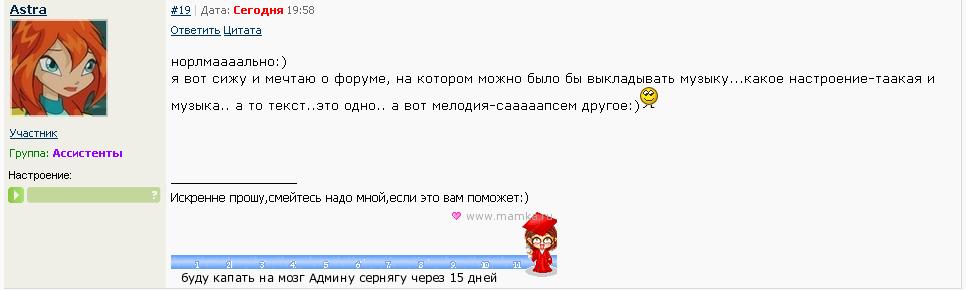 Astra
#19 | Дата: Сегодня 19:58
Ответить Цитата
норлмаааально:)
я вот сижу и мечтаю о форуме, на котором можно было бы выкладывать музыку...какое настроение-таакая и
музыка.. а то текст..это одно.. а вот мелодия-сааааапсем другое:)
Участник
Группа: Ассистенты
Настроение:
?
Искренне прошу,смейтесь надо мной,если это вам поможет:)
www.mamka.ru
1 2 3 4 5 6 7 8 9 10 11
буду капать на мозг Админу сернягу через 15 дней